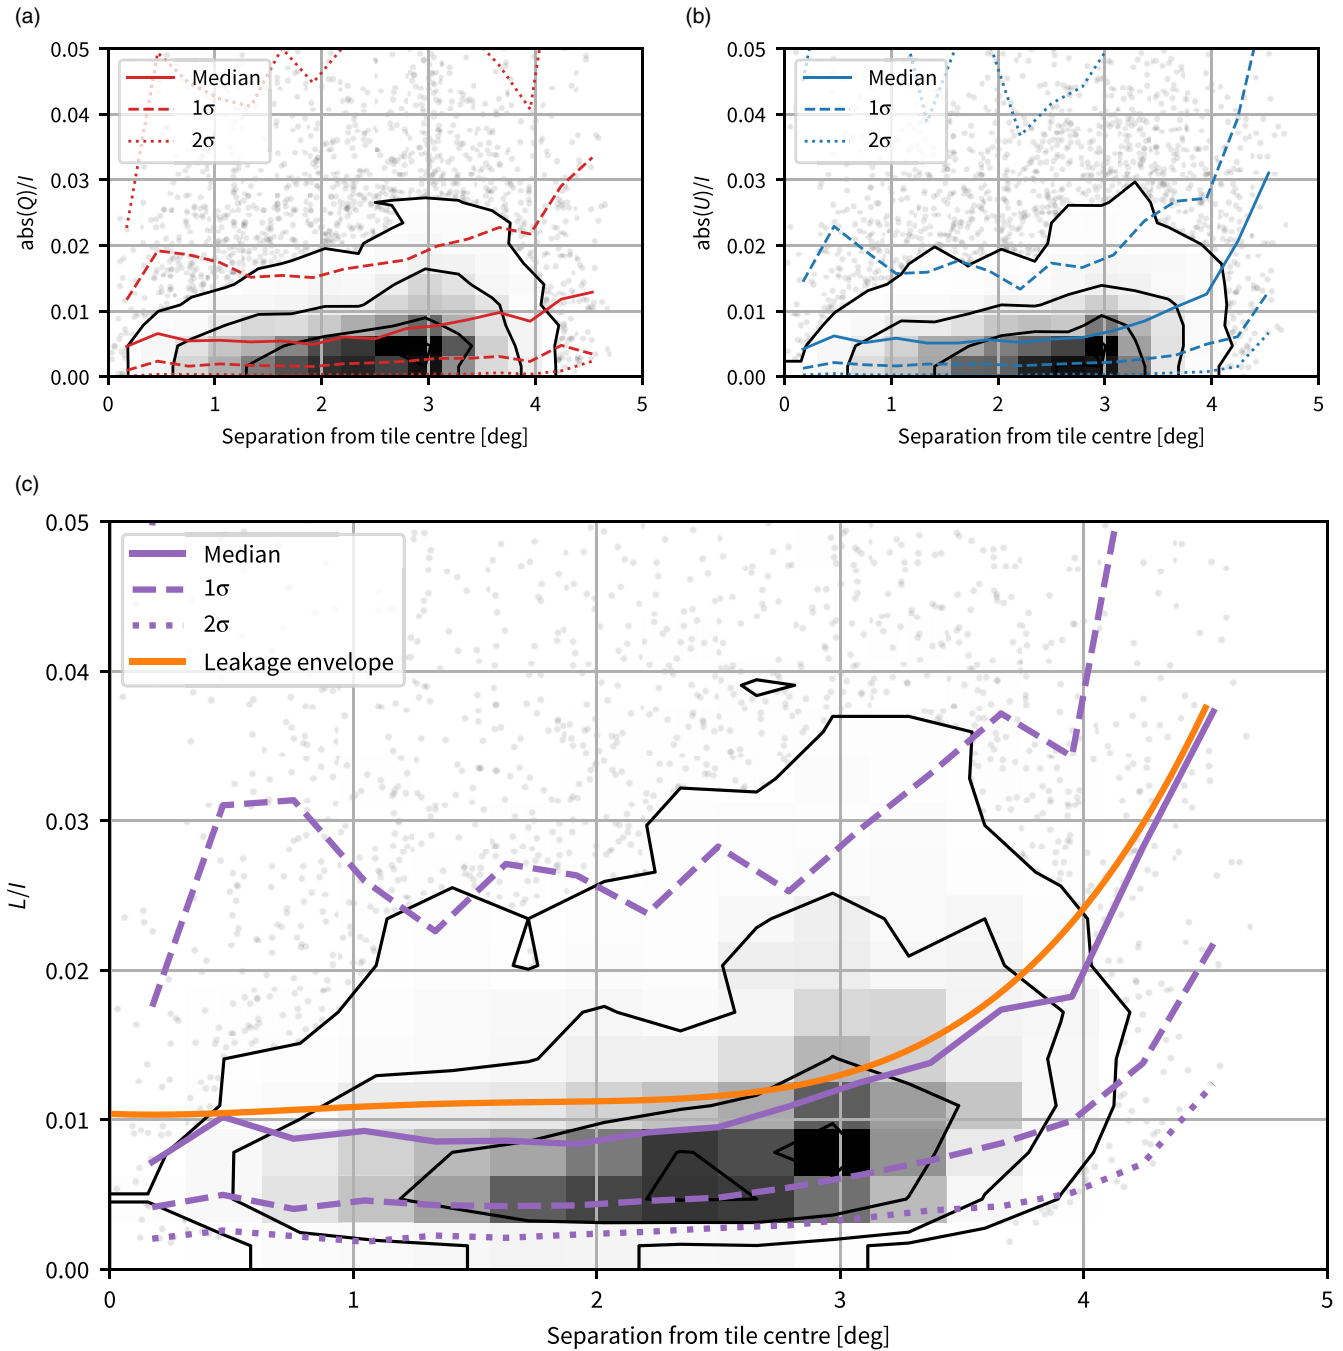 (a)
0.05
0.04
0.03
0.02
0.01
0.00
abs(Q)/I
Median
1σ
2σ
0 1 2 3 4 5
Separation from tile centre [deg]
(b)
0.05
0.04
0.03
0.02
0.01
0.00
abs(U)/I
Median
1σ
2σ
0 1 2 3 4 5
Separation from tile centre [deg]
(c)
0.05
0.04
0.03
0.02
0.01
0.00
L/I
Median
1σ
2σ
Leakage envelope
0 1 2 3 4 5
Separation from tile centre [deg]